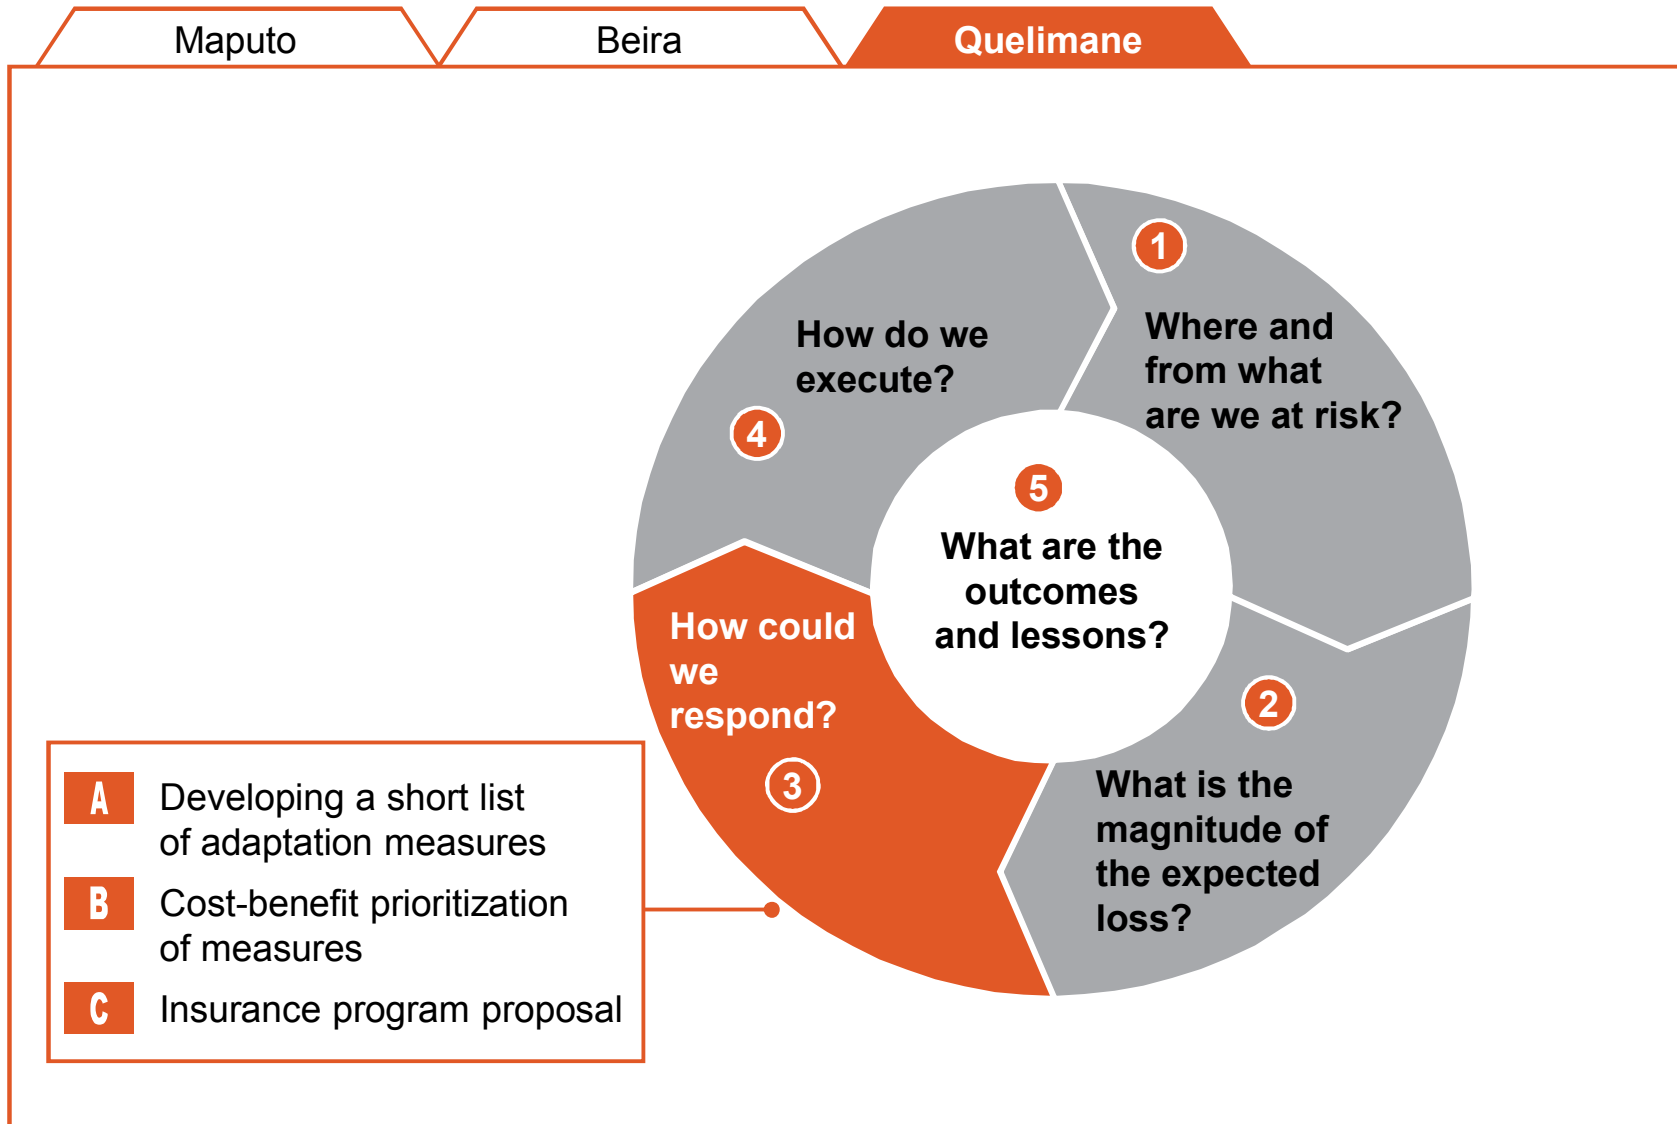 Maputo
Beira
Quelimane
1
Where and
from what
are we at risk?
2
What is the
magnitude of
the expected
loss?
How could
we
respond?
3
How do we
execute?
4
5
What are the
outcomes
and lessons?
A Developing a short list
of adaptation measures
B Cost-benefit prioritization
of measures
C Insurance program proposal